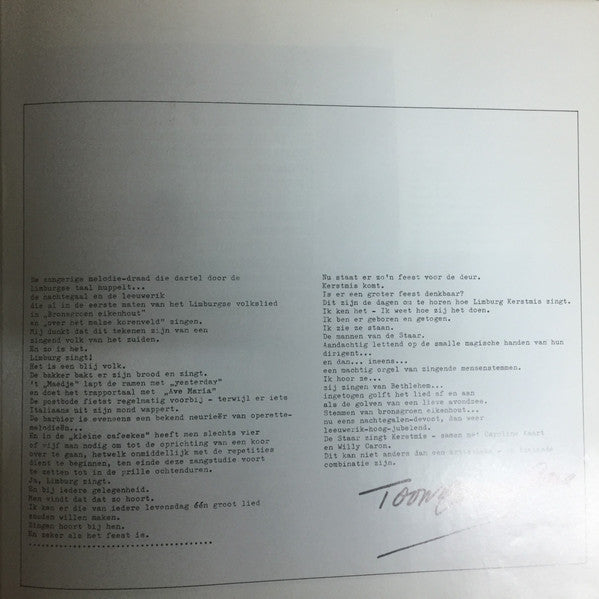 De zangerige melodie-draad die dartel door de
limburgse taal huppelt...
de nachtegaal en de leeuwerik
die al in de eerste maten van het Limburgse volkslied
in „Bronsgroen eikenhout"
en „over het malse korenveld" zingen.
Mij dunkt dat dit tekenen zijn van een
zingend volk van het zuiden.
En zo is het.
Limburg zingt!
Het is een blij volk.
De bakker bakt er zijn brood en zingt.
't „Maedje" lapt de ramen met „yesterday"
en doet het trapportaal met „Ave Maria"
De postbode fietst regelmatig voorbij - terwijl er iets
Italiaans uit zijn mond wappert.
De barbier is eveneens een bekend neuriër van operette-
melodieën...
En in de „kleine cafeekes" heeft men slechts vier
of vijf man nodig om tot de oprichting van een koor
over te gaan, hetwelk onmiddellijk met de repetities
dient te beginnen, ten einde deze zangstudie voort
te zetten tot in de prille ochtenduren.
Ja, Limburg zingt.
En bij iedere gelegenheid.
Men vindt dat dat zo hoort.
Ik ken er die van iedere levensdag één groot lied
zouden willen maken.
Zingen hoort bij hen.
En zeker als het feest is.
Nu staat er zo'n feest voor de deur.
Kerstmis komt.
Is er een groter feest denkbaar?
Dit zijn de dagen om te horen hoe Limburg Kerstmis zingt.
Ik ken het - Ik weet hoe zij het doen.
Ik ben er geboren en getogen.
Ik zie ze staan.
De mannen van de Staar.
Aandachtig lettend op de smalle magische handen van hun
dirigent...
en dan... ineens...
een machtig orgel van zingende mensenstemmen.
Ik hoor ze...
zij zingen van Bethlehem...
ingetogen golft het lied af en aan
als de golven van een lieve avondzee.
Stemmen van bronsgroen eikenhout...
nu eens nachtegalen-devoot, dan weer
leeuwerik-hoog-jubelend.
De Staar zingt Kerstmis - samen met
en Willy Caron.
Dit kan niet anders dan een
combinatie zijn.
Toon